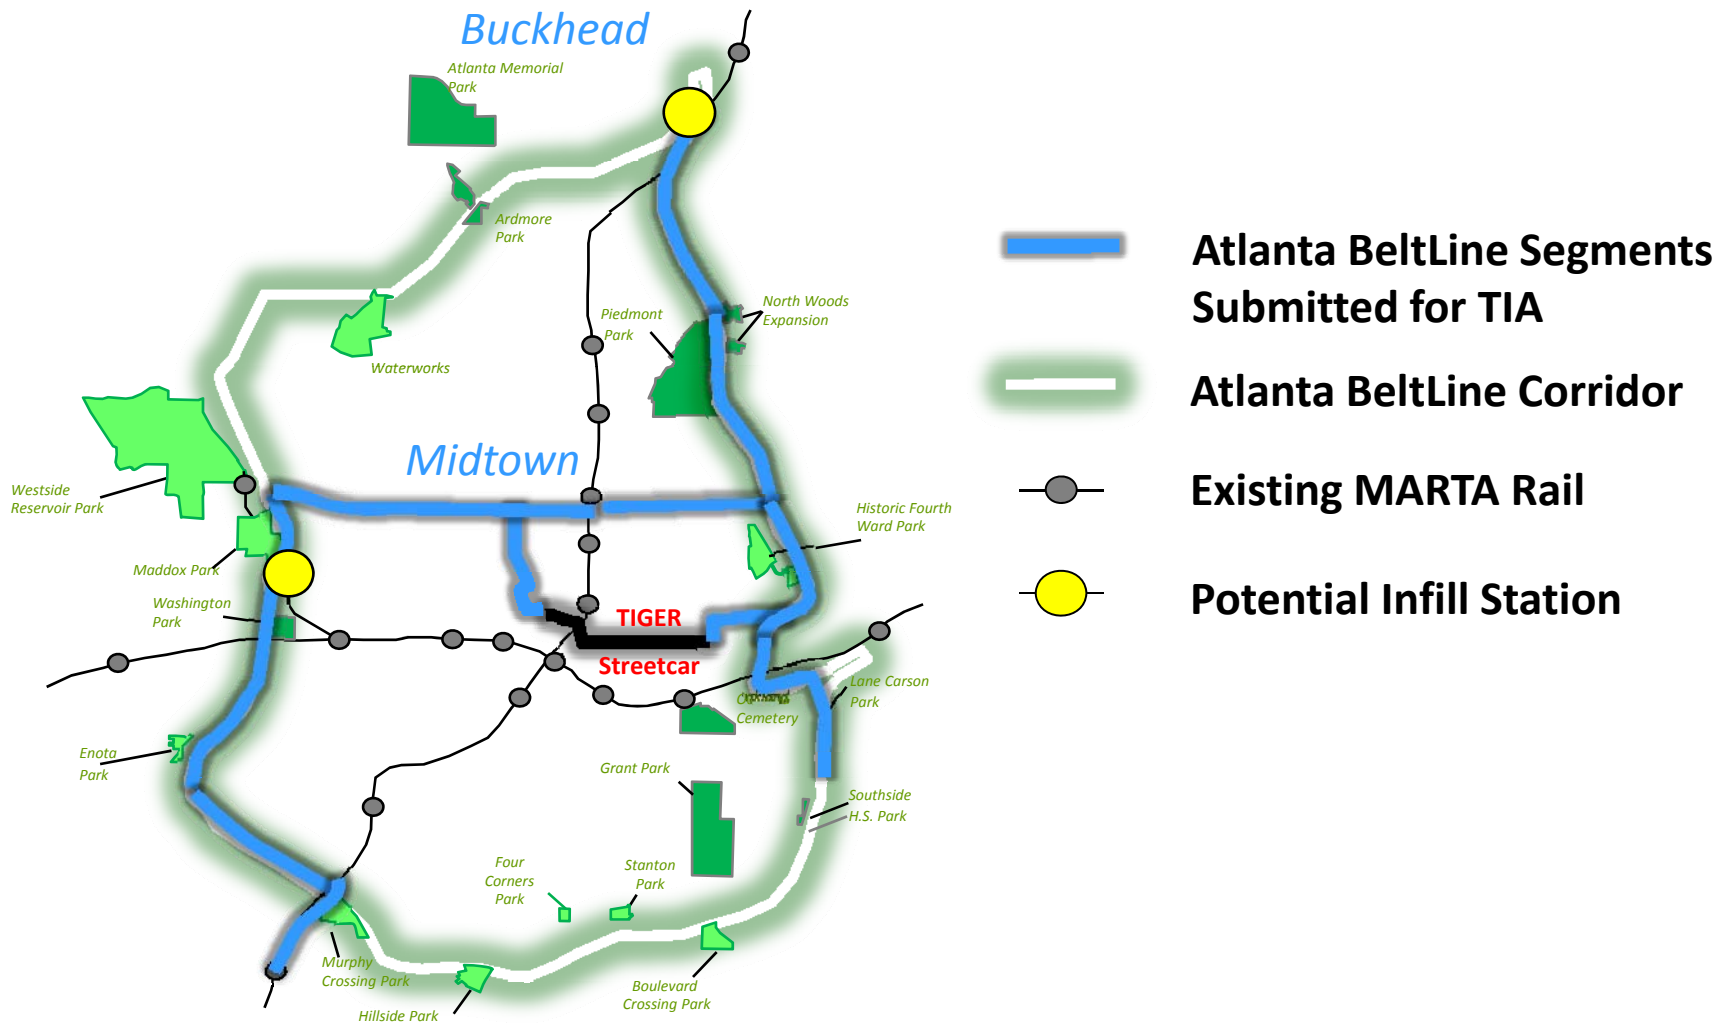 Buckhead
Atlanta Memorial
Park
Ardmore
Park
North Woods
Expansion
Piedmont
Park
Waterworks
Midtown
Westside
Reservoir Park
Historic Fourth
Ward Park
Maddox Park
Washington
Park
TIGER
Streetcar
Lane Carson
Park
Cemetery
Enota
Park
Grant Park
Southside
H.S. Park
Four
Corners
Park
Stanton
Park
Murphy
Crossing Park
Boulevard
Crossing Park
Hillside Park
Atlanta BeltLine Segments
Submitted for TIA
Atlanta BeltLine Corridor
Existing MARTA Rail
Potential Infill Station